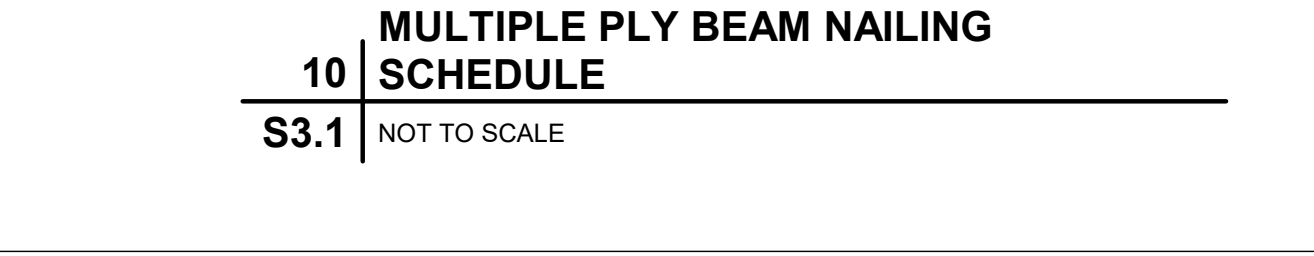 MULTIPLE PLY BEAM NAILING
10 SCHEDULE
S3.1 NOT TO SCALE